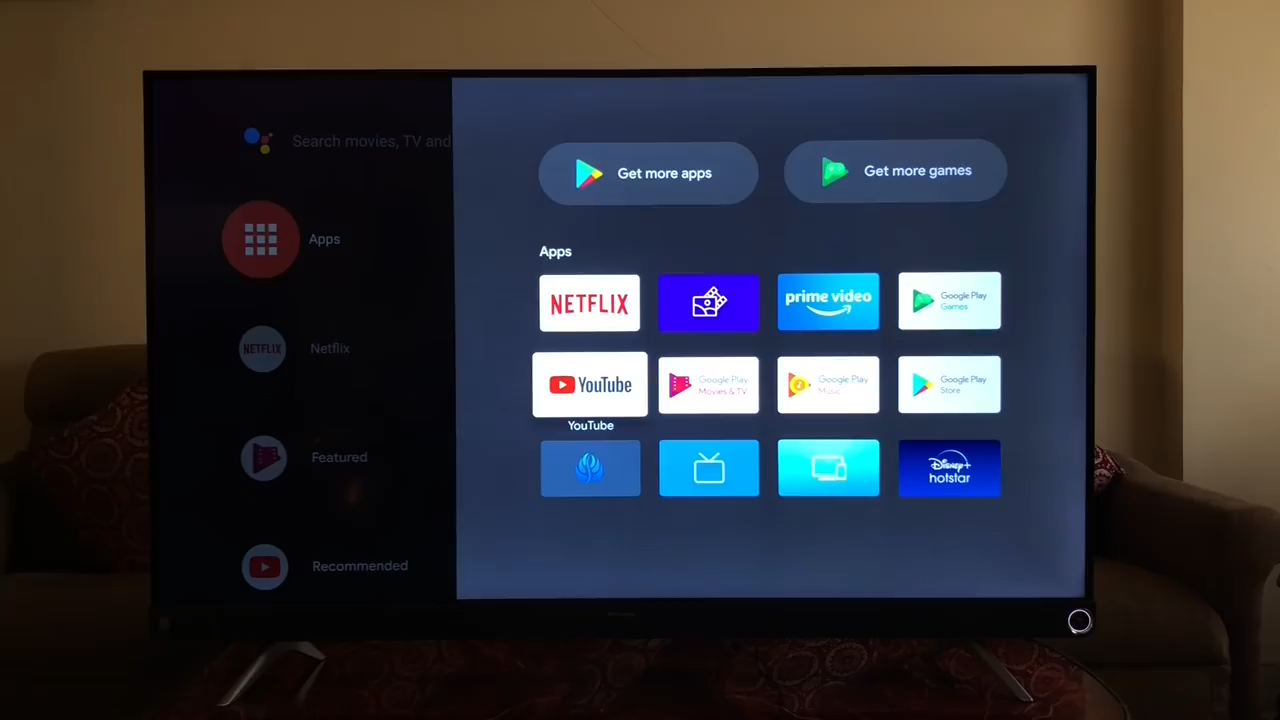 Search movies, TV and
Get more apps
Get more games
Apps
Apps
NETFLIX
prime video
Google Play
Games
NETFLIX
Netflix
YouTube
Google Play
Movies & TV
Google Play
Music
Google Play
Store
YouTube
Featured
Disney+
hotstar
Recommended